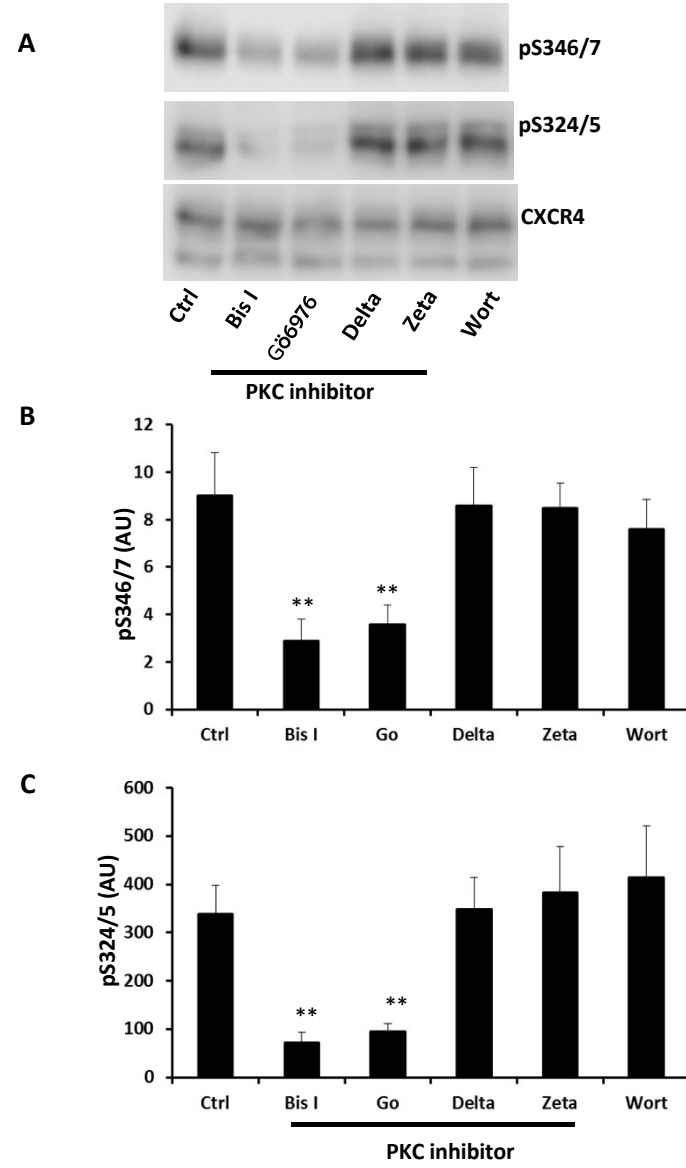 A
pS346/7
pS324/5
CXCR4
Ctrl
Bis I
Gö6976
Delta
Zeta
Wort
PKC inhibitor
B
pS346/7 (AU)
12
10
8
6
4
2
0
** **
Ctrl Bis I Go Delta Zeta Wort
C
pS324/5 (AU)
600
500
400
300
200
100
0
** **
Ctrl Bis I Go Delta Zeta Wort
PKC inhibitor